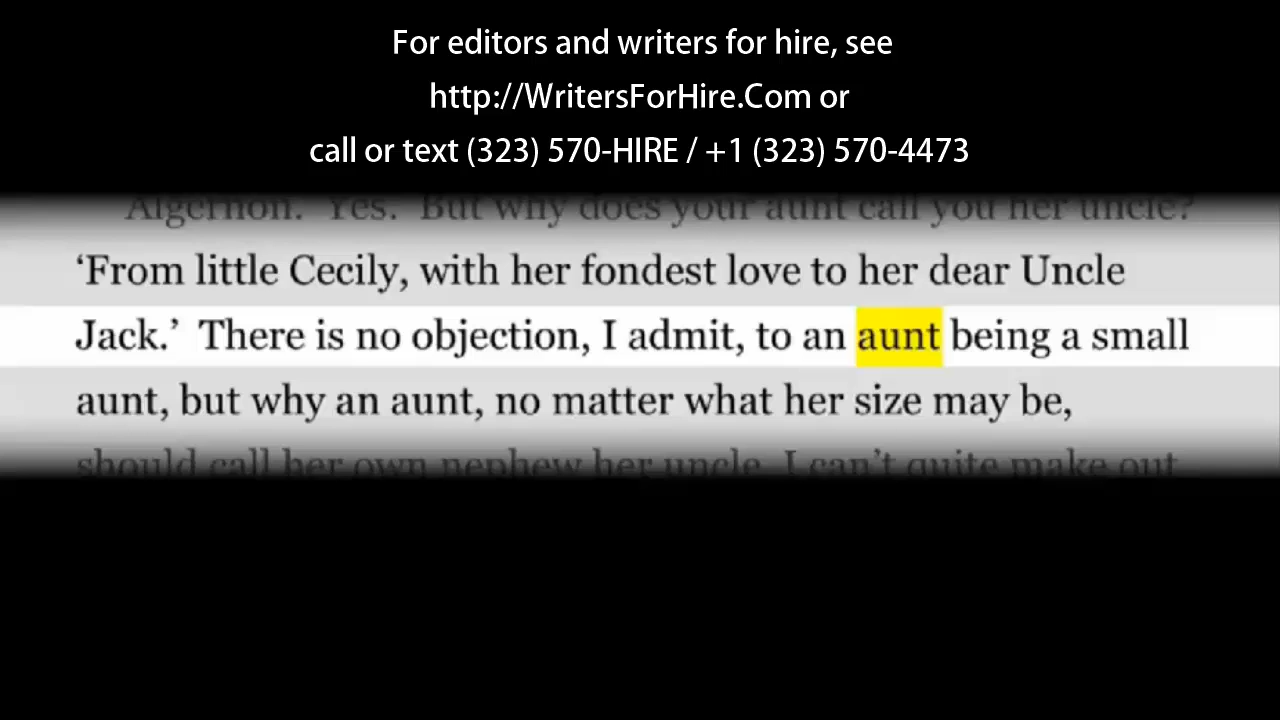 For editors and writers for hire, see
http://WritersForHire.Com or
call or text (323) 570-HIRE / +1 (323) 570-4473
Algernon.  Yes.  But why does your aunt call you her uncle?
‘From little Cecily, with her fondest love to her dear Uncle
Jack.’  There is no objection, I admit, to an aunt being a small
aunt, but why an aunt, no matter what her size may be,
should call her own nephew her uncle, I can’t quite make out